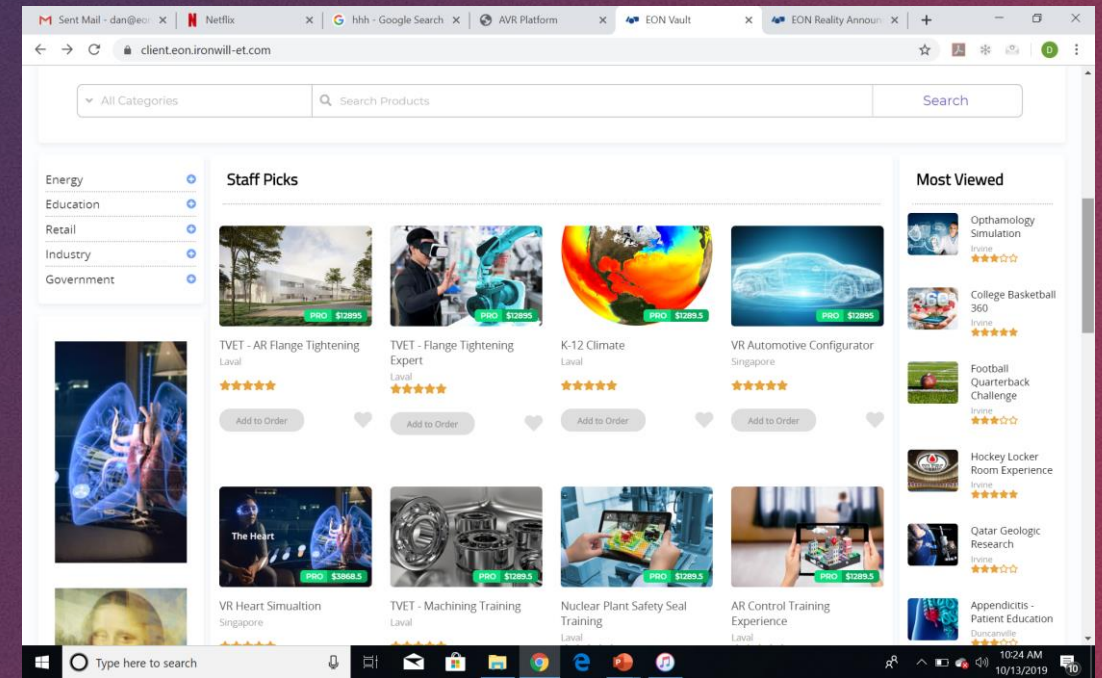 Sent Mail - dan@eon
Netflix
hhh - Google Search
AVR Platform
EON Vault
EON Reality Announ
client.eon.ironwill-et.com
D
All Categories
Search Products
Search
Energy
Education
Retail
Industry
Government
Staff Picks
PRO $12895
PRO $12895
PRO $1289.5
PRO $12895
TVET - AR Flange Tightening
Laval
TVET - Flange Tightening
Expert
Laval
K-12 Climate
Laval
VR Automotive Configurator
Singapore
Add to Order
Add to Order
Add to Order
Add to Order
The Heart
PRO $3868.5
PRO $1289.5
PRO $1289.5
PRO $1289.5
VR Heart Simualtion
Singapore
TVET - Machining Training
Laval
Nuclear Plant Safety Seal
Training
Laval
AR Control Training
Experience
Laval
Most Viewed
Opthamology
Simulation
Irvine
College Basketball
360
Irvine
Football
Quarterback
Challenge
Irvine
Hockey Locker
Room Experience
Irvine
Qatar Geologic
Research
Irvine
Appendicitis -
Patient Education
Duncanville
Type here to search
10:24 AM
10/13/2019
10